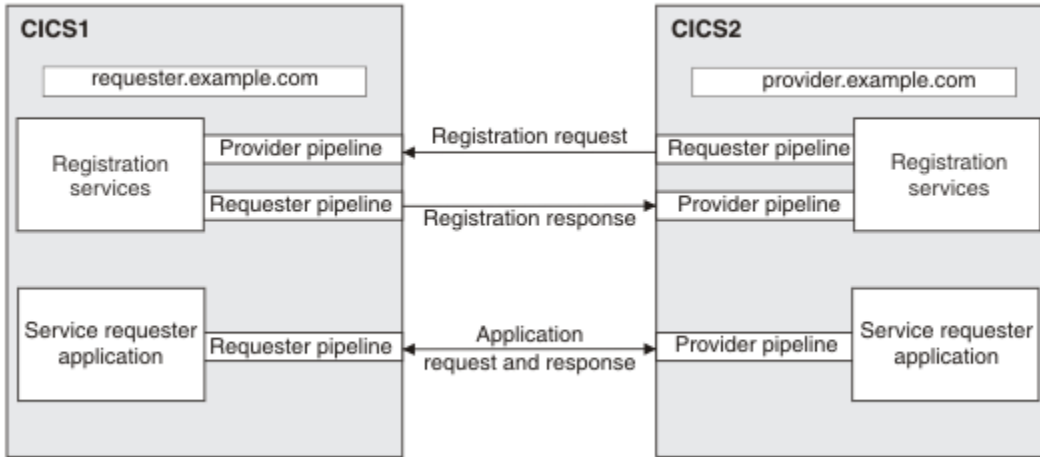 CICS1
requester.example.com
Registration
services
Provider pipeline
Requester pipeline
Service requester
application
Requester pipeline
Registration request
Registration response
Application
request and response
CICS2
provider.example.com
Requester pipeline
Provider pipeline
Registration
services
Provider pipeline
Service requester
application